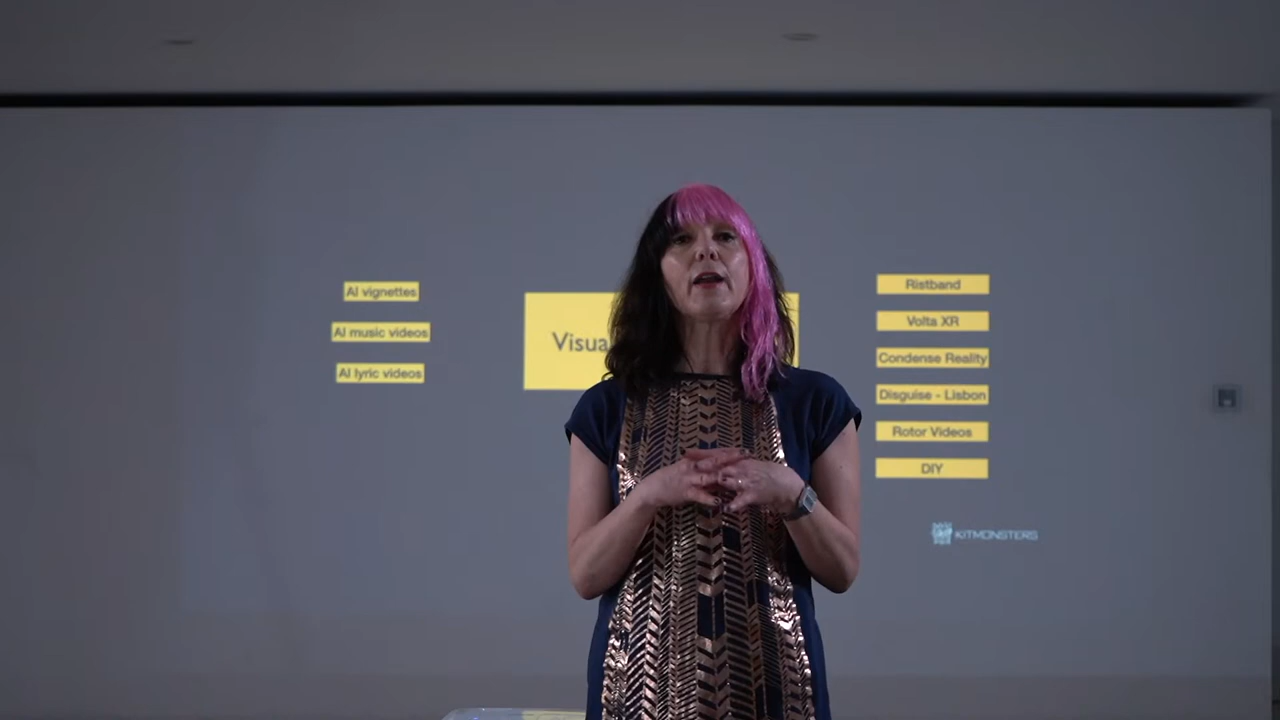 AI vignettes
AI music videos
AI lyric videos
Visua
Ristband
Volta XR
Condense Reality
Disguise - Lisbon
Rotor Videos
DIY
KITMONSTERS